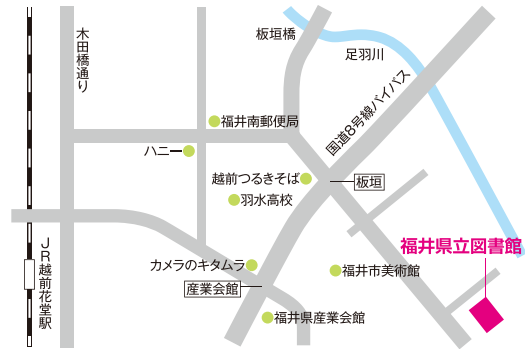 木田橋通り
板垣橋
足羽川
国道8号線バイパス
福井南郵便局
ハニー
越前つるきそば
板垣
羽水高校
福井県立図書館
JR越前花堂駅
カメラのキタムラ
福井市美術館
産業会館
福井県産業会館